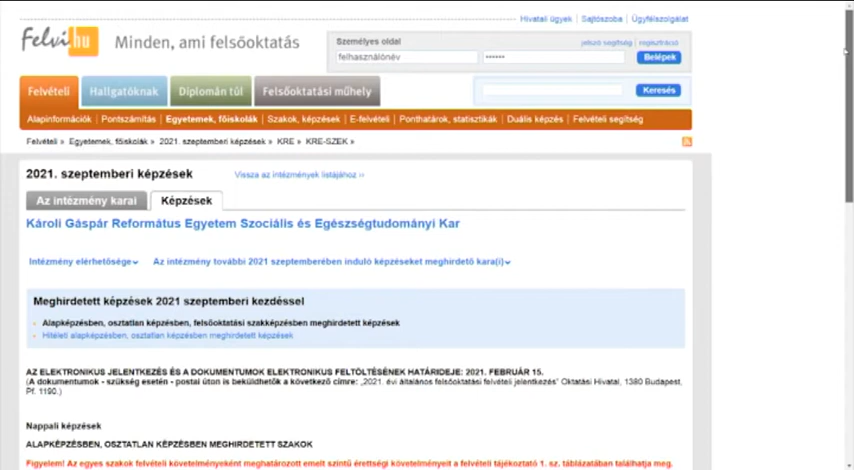 Hivatali ügyek | Sajtószoba | Ügyfélszolgálat
Felvi.hu Minden, ami felsőoktatás
Személyes oldal
jelszó segítség | regisztráció
felhasználónév •••••• Belépek
Felvételi Hallgatóknak Diplomán túl Felsőoktatási műhely Keresés
Alapinformációk | Pontszámítás | Egyetemek, főiskolák | Szakok, képzések | E-felvételi | Ponthatárok, statisztikák | Duális képzés | Felvételi segítség
Felvételi » Egyetemek, főiskolák » 2021. szeptemberi képzések » KRE » KRE-SZEK »
2021. szeptemberi képzések Vissza az intézmények listájához ››
Az intézmény karai Képzések
Károli Gáspár Református Egyetem Szociális és Egészségtudományi Kar
Intézmény elérhetősége Az intézmény további 2021 szeptemberében induló képzéseket meghirdető kara(i)
Meghirdetett képzések 2021 szeptemberi kezdéssel
Alapképzésben, osztatlan képzésben, felsőoktatási szakképzésben meghirdetett képzések
Hitéleti alapképzésben, osztatlan képzésben meghirdetett képzések
AZ ELEKTRONIKUS JELENTKEZÉS ÉS A DOKUMENTUMOK ELEKTRONIKUS FELTÖLTÉSÉNEK HATÁRIDEJE: 2021. FEBRUÁR 15.
(A dokumentumok - szükség esetén - postai úton is beküldhetők a következő címre: „2021. évi általános felsőoktatási felvételi jelentkezés” Oktatási Hivatal, 1380 Budapest,
Pf. 1190.)
Nappali képzések
ALAPKÉPZÉSBEN, OSZTATLAN KÉPZÉSBEN MEGHIRDETETT SZAKOK
Figyelem! Az egyes szakok felvételi követelményeként meghatározott emelt szintű érettségi követelményeit a felvételi tájékoztató 1. sz. táblázatában találhatja meg.